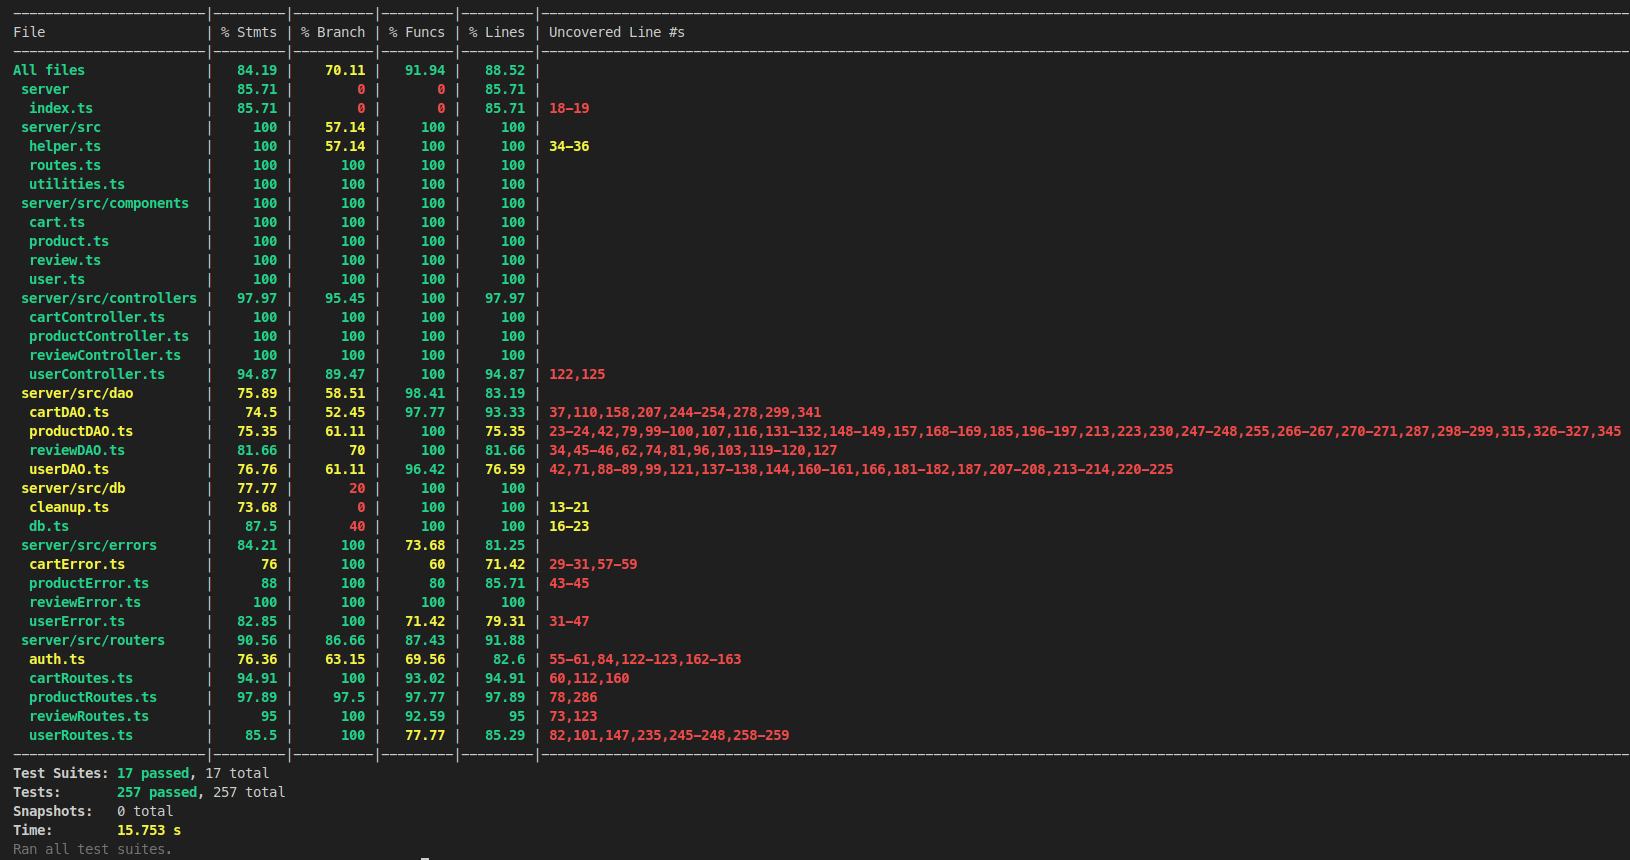 File | % Stmts | % Branch | % Funcs | % Lines | Uncovered Line #s
All files | 84.19 | 70.11 | 91.94 | 88.52 |
server | 85.71 | 0 | 0 | 85.71 |
index.ts | 85.71 | 0 | 0 | 85.71 | 18-19
server/src | 100 | 57.14 | 100 | 100 |
helper.ts | 100 | 57.14 | 100 | 100 | 34-36
routes.ts | 100 | 100 | 100 | 100 |
utilities.ts | 100 | 100 | 100 | 100 |
server/src/components | 100 | 100 | 100 | 100 |
cart.ts | 100 | 100 | 100 | 100 |
product.ts | 100 | 100 | 100 | 100 |
review.ts | 100 | 100 | 100 | 100 |
user.ts | 100 | 100 | 100 | 100 |
server/src/controllers | 97.97 | 95.45 | 100 | 97.97 |
cartController.ts | 100 | 100 | 100 | 100 |
productController.ts | 100 | 100 | 100 | 100 |
reviewController.ts | 100 | 100 | 100 | 100 |
userController.ts | 94.87 | 89.47 | 100 | 94.87 | 122,125
server/src/dao | 75.89 | 58.51 | 98.41 | 83.19 |
cartDAO.ts | 74.5 | 52.45 | 97.77 | 93.33 | 37,110,158,207,244-254,278,299,341
productDAO.ts | 75.35 | 61.11 | 100 | 75.35 | 23-24,42,79,99-100,107,116,131-132,148-149,157,168-169,185,196-197,213,223,230,247-248,255,266-267,270-271,287,298-299,315,326-327,345
reviewDAO.ts | 81.66 | 70 | 100 | 81.66 | 34,45-46,62,74,81,96,103,119-120,127
userDAO.ts | 76.76 | 61.11 | 96.42 | 76.59 | 42,71,88-89,99,121,137-138,144,160-161,166,181-182,187,207-208,213-214,220-225
server/src/db | 77.77 | 20 | 100 | 100 |
cleanup.ts | 73.68 | 0 | 100 | 100 | 13-21
db.ts | 87.5 | 40 | 100 | 100 | 16-23
server/src/errors | 84.21 | 100 | 73.68 | 81.25 |
cartError.ts | 76 | 100 | 60 | 71.42 | 29-31,57-59
productError.ts | 88 | 100 | 80 | 85.71 | 43-45
reviewError.ts | 100 | 100 | 100 | 100 |
userError.ts | 82.85 | 100 | 71.42 | 79.31 | 31-47
server/src/routers | 90.56 | 86.66 | 87.43 | 91.88 |
auth.ts | 76.36 | 63.15 | 69.56 | 82.6 | 55-61,84,122-123,162-163
cartRoutes.ts | 94.91 | 100 | 93.02 | 94.91 | 60,112,160
productRoutes.ts | 97.89 | 97.5 | 97.77 | 97.89 | 78,286
reviewRoutes.ts | 95 | 100 | 92.59 | 95 | 73,123
userRoutes.ts | 85.5 | 100 | 77.77 | 85.29 | 82,101,147,235,245-248,258-259
Test Suites: 17 passed, 17 total
Tests: 257 passed, 257 total
Snapshots: 0 total
Time: 15.753 s
Ran all test suites.